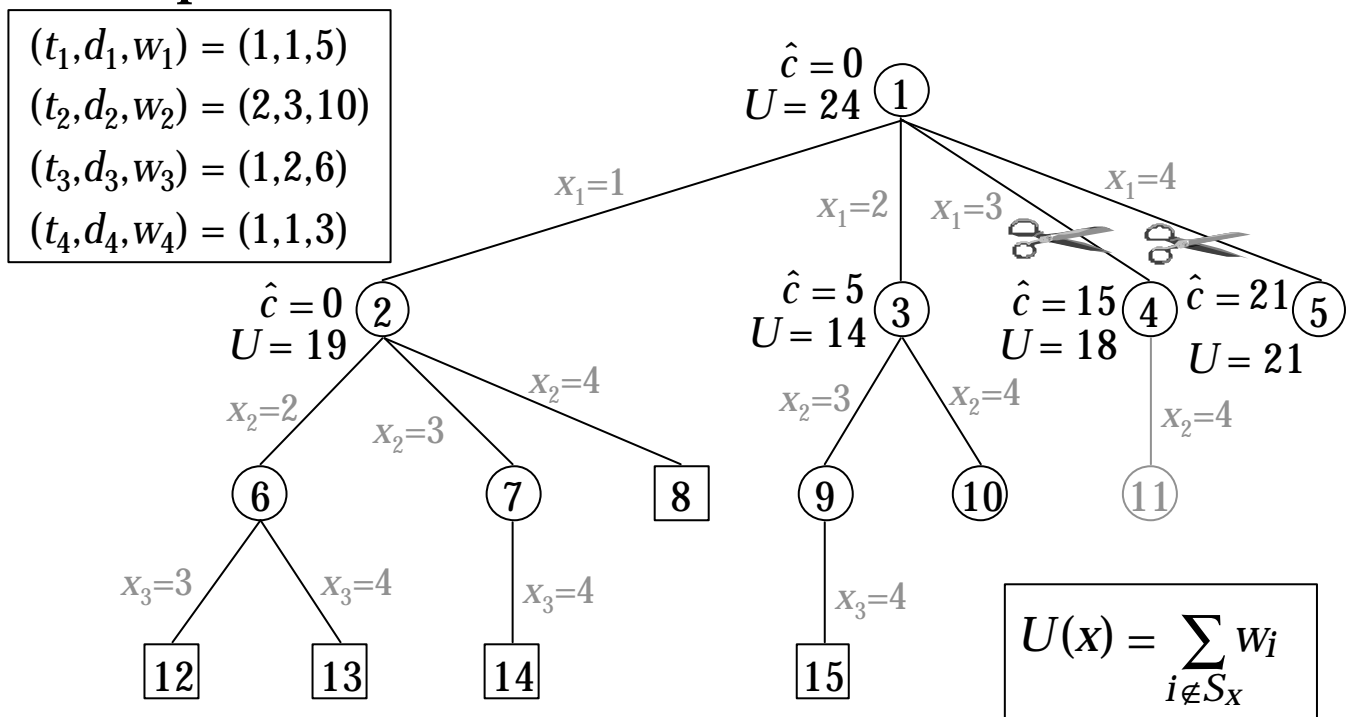 (t₁,d₁,w₁) = (1,1,5)
(t₂,d₂,w₂) = (2,3,10)
(t₃,d₃,w₃) = (1,2,6)
(t₄,d₄,w₄) = (1,1,3)
ĉ = 0
U = 24
1
x₁=1
x₁=2
x₁=3
x₁=4
ĉ = 0
U = 19
2
ĉ = 5
U = 14
3
ĉ = 15
U = 18
4
ĉ = 21
U = 21
5
x₂=2
x₂=3
x₂=4
x₂=3
x₂=4
x₂=4
6
7
8
9
10
11
x₃=3
x₃=4
x₃=4
x₃=4
12
13
14
15
U(x) = ∑ wᵢ
i∉Sₓ